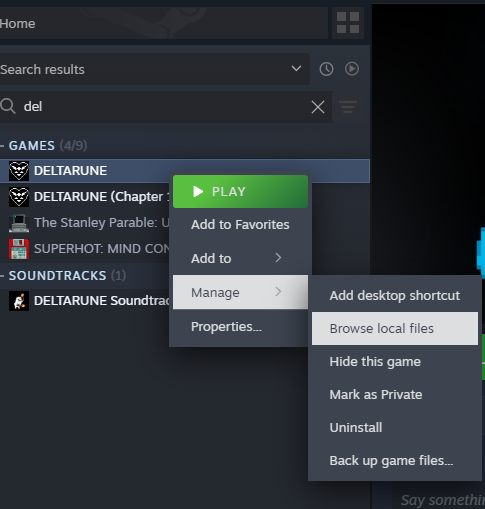 Home
Search results
del
- GAMES (4/9)
DELTARUNE
DELTARUNE (Chapter
The Stanley Parable: U
SUPERHOT: MIND CON
- SOUNDTRACKS (1)
DELTARUNE Soundtrac
PLAY
Add to Favorites
Add to
Manage
Properties...
Add desktop shortcut
Browse local files
Hide this game
Mark as Private
Uninstall
Back up game files...
Say somethin